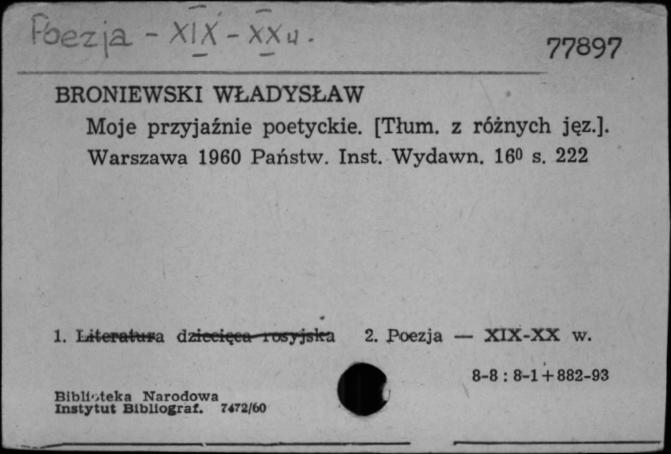 Poezja - XIX - XX w.
77897
BRONIEWSKI WŁADYSŁAW
Moje przyjaźnie poetyckie. [Tłum. z różnych jęz.].
Warszawa 1960 Państw. Inst. Wydawn. 16⁰ s. 222
1. Literatura dziecięca rosyjska 2. Poezja — XIX-XX w.
8-8 : 8-1 + 882-93
Biblioteka Narodowa
Instytut Bibliograf. 7472/60